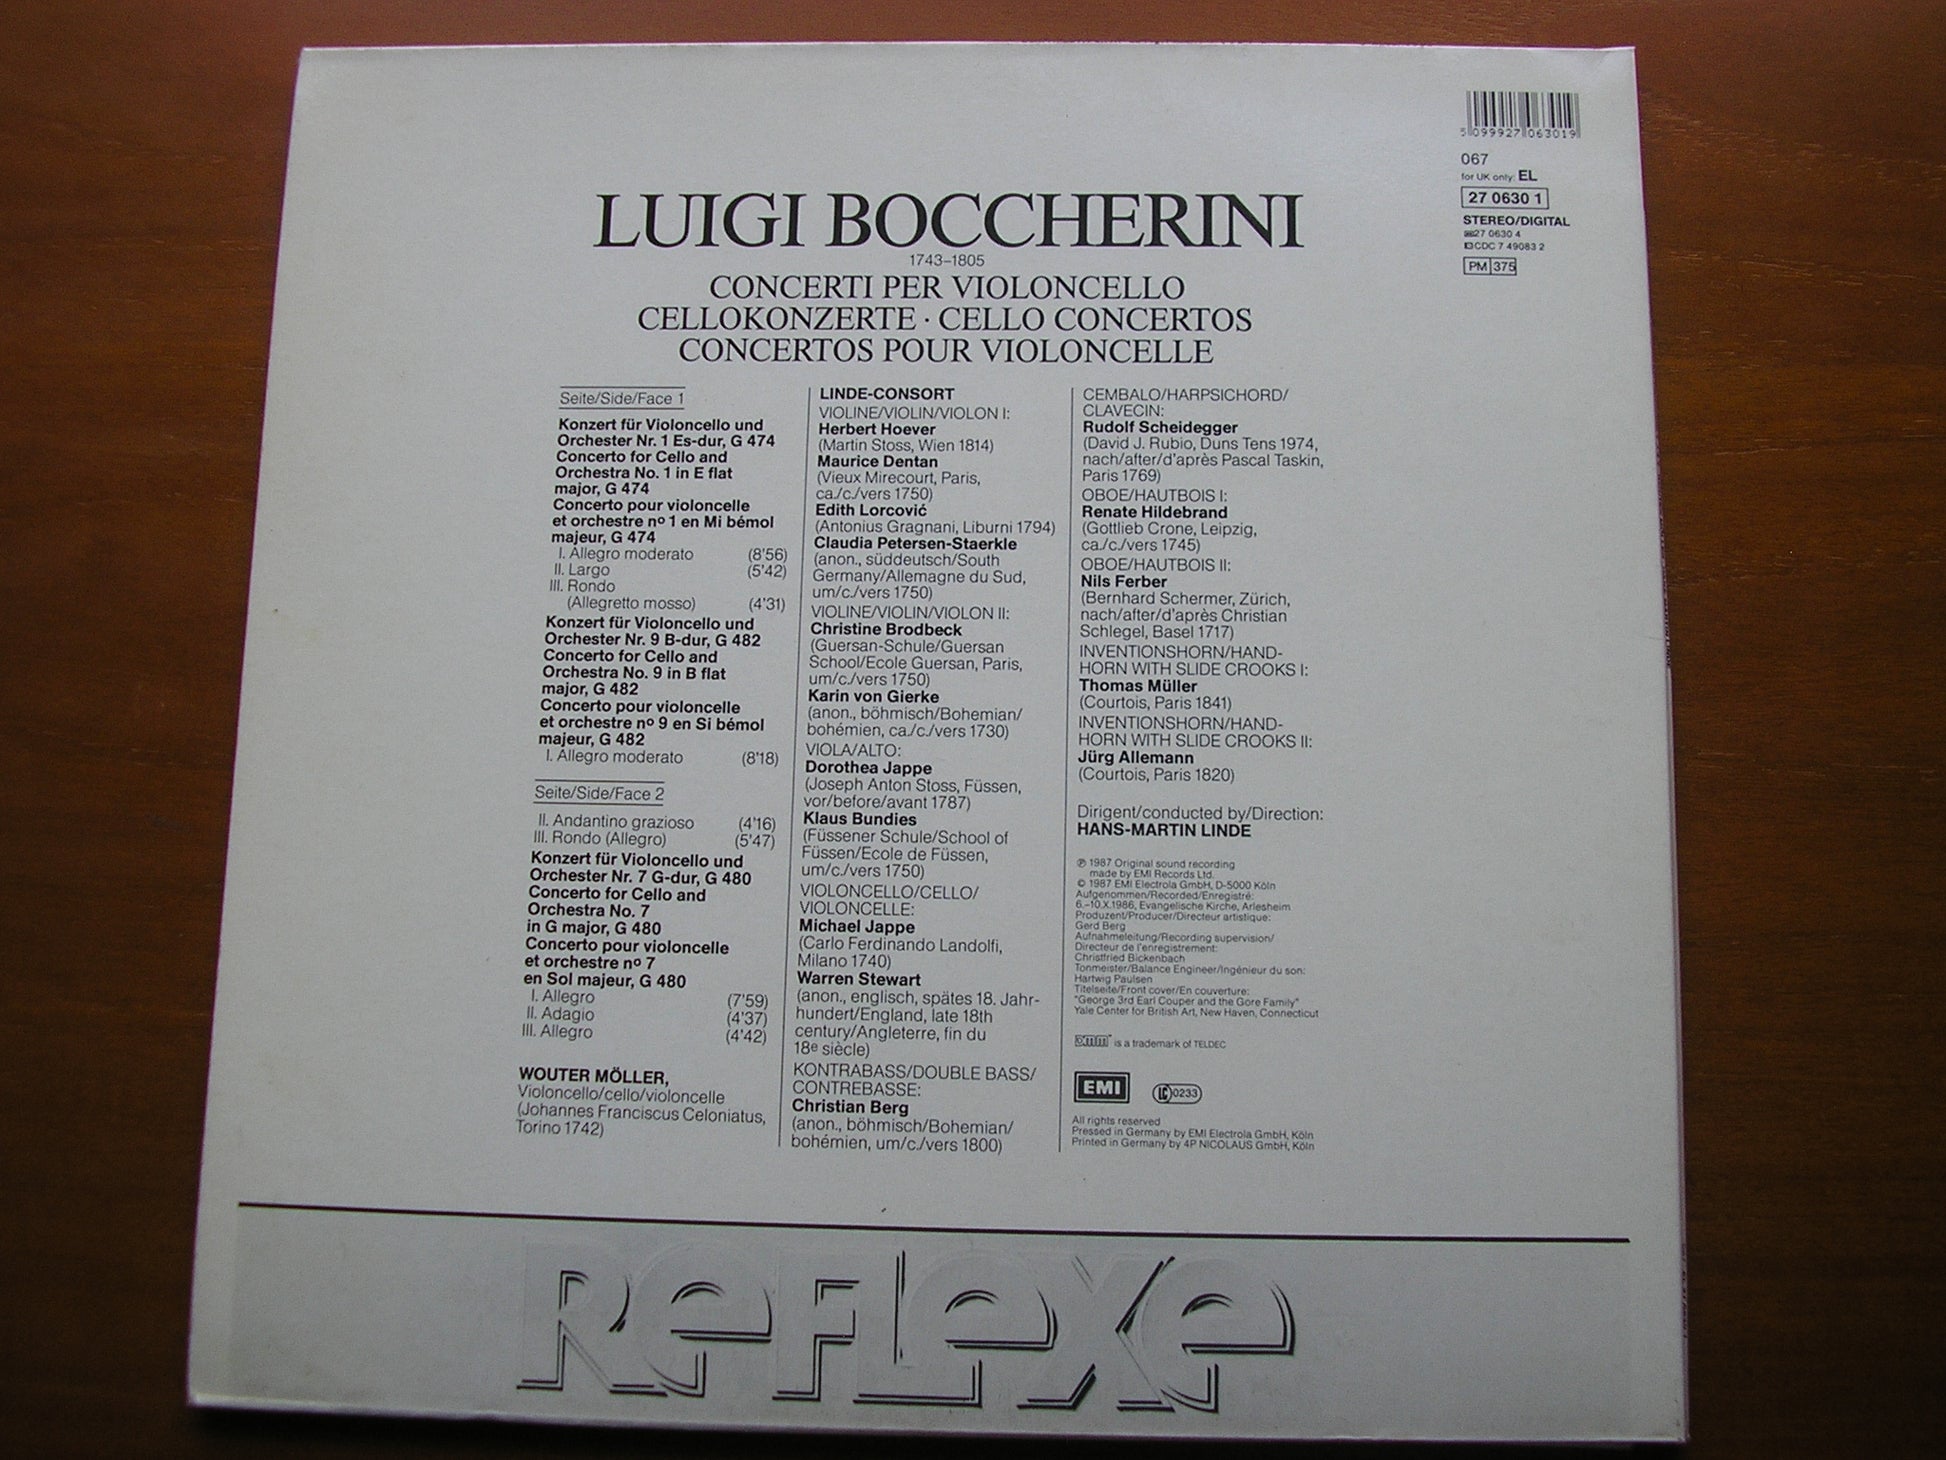 5 099927 063019
067
for UK only: EL
27 0630 1
STEREO/DIGITAL
27 0630 4
CDC 7 49083 2
PM 375
LUIGI BOCCHERINI
1743–1805
CONCERTI PER VIOLONCELLO
CELLOKONZERTE · CELLO CONCERTOS
CONCERTOS POUR VIOLONCELLE
Seite/Side/Face 1
Konzert für Violoncello und
Orchester Nr. 1 Es-dur, G 474
Concerto for Cello and
Orchestra No. 1 in E flat
major, G 474
Concerto pour violoncelle
et orchestre nº 1 en Mi bémol
majeur, G 474
I. Allegro moderato (8'56)
II. Largo (5'42)
III. Rondo
(Allegretto mosso) (4'31)
Konzert für Violoncello und
Orchester Nr. 9 B-dur, G 482
Concerto for Cello and
Orchestra No. 9 in B flat
major, G 482
Concerto pour violoncelle
et orchestre nº 9 en Si bémol
majeur, G 482
I. Allegro moderato (8'18)
Seite/Side/Face 2
II. Andantino grazioso (4'16)
III. Rondo (Allegro) (5'47)
Konzert für Violoncello und
Orchester Nr. 7 G-dur, G 480
Concerto for Cello and
Orchestra No. 7
in G major, G 480
Concerto pour violoncelle
et orchestre nº 7
en Sol majeur, G 480
I. Allegro (7'59)
II. Adagio (4'37)
III. Allegro (4'42)
WOUTER MÖLLER,
Violoncello/cello/violoncelle
(Johannes Franciscus Celoniatus,
Torino 1742)
LINDE-CONSORT
VIOLINE/VIOLIN/VIOLON I:
Herbert Hoever
(Martin Stoss, Wien 1814)
Maurice Dentan
(Vieux Mirecourt, Paris,
ca./c./vers 1750)
Edith Lorcović
(Antonius Gragnani, Liburni 1794)
Claudia Petersen-Staerkle
(anon., süddeutsch/South
Germany/Allemagne du Sud,
um/c./vers 1750)
VIOLINE/VIOLIN/VIOLON II:
Christine Brodbeck
(Guersan-Schule/Guersan
School/Ecole Guersan, Paris,
um/c./vers 1750)
Karin von Gierke
(anon., böhmisch/Bohemian/
bohémien, ca./c./vers 1730)
VIOLA/ALTO:
Dorothea Jappe
(Joseph Anton Stoss, Füssen,
vor/before/avant 1787)
Klaus Bundies
(Füssener Schule/School of
Füssen/Ecole de Füssen,
um/c./vers 1750)
VIOLONCELLO/CELLO/
VIOLONCELLE:
Michael Jappe
(Carlo Ferdinando Landolfi,
Milano 1740)
Warren Stewart
(anon., englisch, spätes 18. Jahr-
hundert/England, late 18th
century/Angleterre, fin du
18e siècle)
KONTRABASS/DOUBLE BASS/
CONTREBASSE:
Christian Berg
(anon., böhmisch/Bohemian/
bohémien, um/c./vers 1800)
CEMBALO/HARPSICHORD/
CLAVECIN:
Rudolf Scheidegger
(David J. Rubio, Duns Tens 1974,
nach/after/d'après Pascal Taskin,
Paris 1769)
OBOE/HAUTBOIS I:
Renate Hildebrand
(Gottlieb Crone, Leipzig,
ca./c./vers 1745)
OBOE/HAUTBOIS II:
Nils Ferber
(Bernhard Schermer, Zürich,
nach/after/d'après Christian
Schlegel, Basel 1717)
INVENTIONSHORN/HAND-
HORN WITH SLIDE CROOKS I:
Thomas Müller
(Courtois, Paris 1841)
INVENTIONSHORN/HAND-
HORN WITH SLIDE CROOKS II:
Jürg Allemann
(Courtois, Paris 1820)
Dirigent/conducted by/Direction:
HANS-MARTIN LINDE
℗ 1987 Original sound recording
made by EMI Records Ltd.
© 1987 EMI Electrola GmbH, D-5000 Köln
Aufgenommen/Recorded/Enregistré:
6.–10.X.1986, Evangelische Kirche, Arlesheim
Produzent/Producer/Directeur artistique:
Gerd Berg
Aufnahmeleitung/Recording supervision/
Directeur de l'enregistrement:
Christfried Bickenbach
Tonmeister/Balance Engineer/Ingénieur du son:
Hartwig Paulsen
Titelseite/Front cover/En couverture:
"George 3rd Earl Couper and the Gore Family"
Yale Center for British Art, New Haven, Connecticut
DMM is a trademark of TELDEC
EMI LC 0233
All rights reserved
Pressed in Germany by EMI Electrola GmbH, Köln
Printed in Germany by 4P NICOLAUS GmbH, Köln
REFLEXE